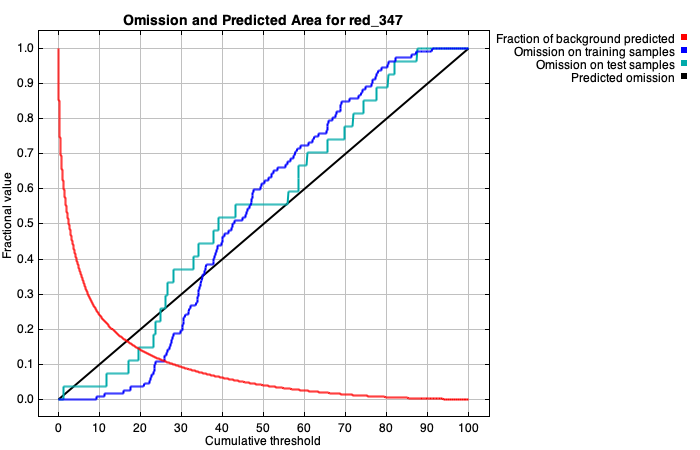 Omission and Predicted Area for red_347
Fraction of background predicted
Omission on training samples
Omission on test samples
Predicted omission
Fractional value
1.0
0.9
0.8
0.7
0.6
0.5
0.4
0.3
0.2
0.1
0.0
0 10 20 30 40 50 60 70 80 90 100
Cumulative threshold